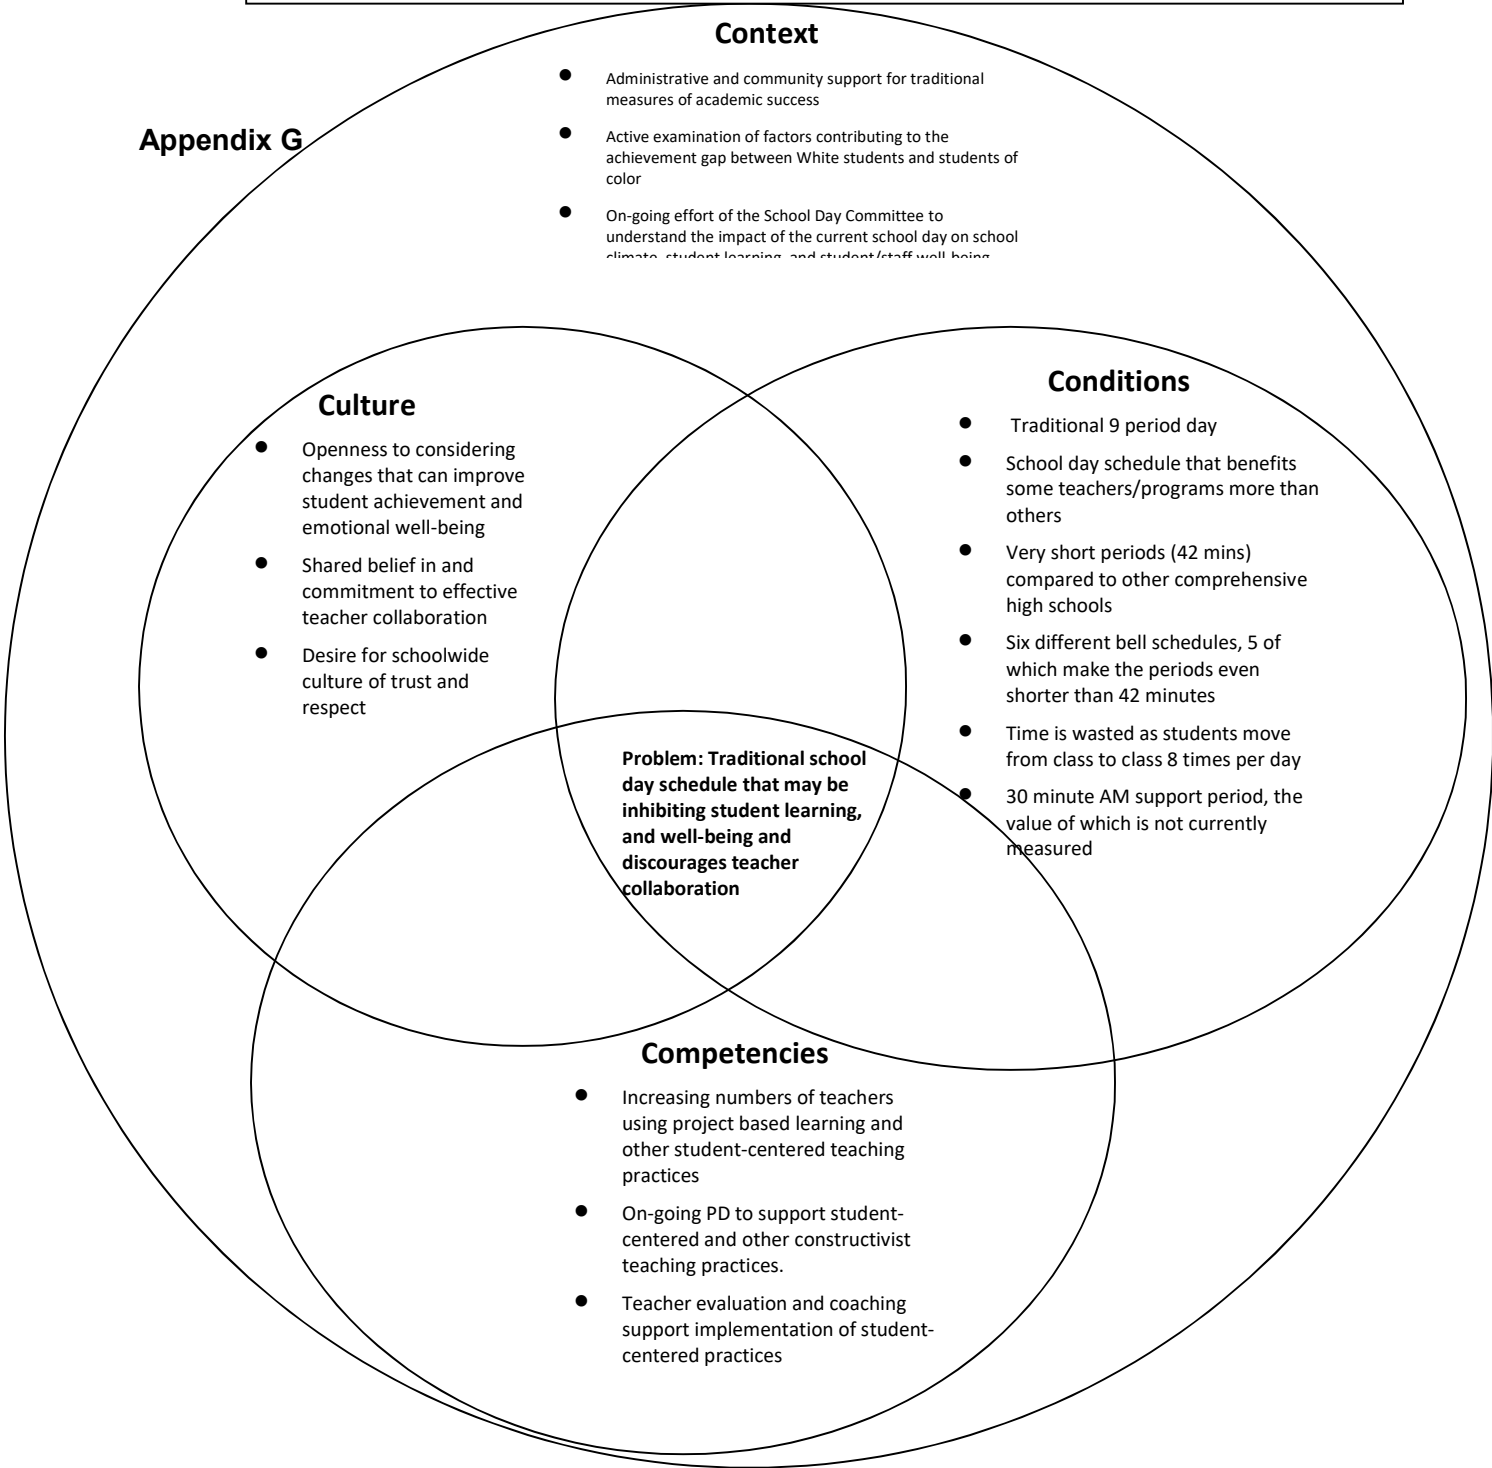 Context
● Administrative and community support for traditional
measures of academic success
● Active examination of factors contributing to the
achievement gap between White students and students of
color
● On-going effort of the School Day Committee to
understand the impact of the current school day on school
climate, student learning, and student/staff well-being
Appendix G
Culture
● Openness to considering
changes that can improve
student achievement and
emotional well-being
● Shared belief in and
commitment to effective
teacher collaboration
● Desire for schoolwide
culture of trust and
respect
Conditions
● Traditional 9 period day
● School day schedule that benefits
some teachers/programs more than
others
● Very short periods (42 mins)
compared to other comprehensive
high schools
● Six different bell schedules, 5 of
which make the periods even
shorter than 42 minutes
● Time is wasted as students move
from class to class 8 times per day
● 30 minute AM support period, the
value of which is not currently
measured
Problem: Traditional school
day schedule that may be
inhibiting student learning,
and well-being and
discourages teacher
collaboration
Competencies
● Increasing numbers of teachers
using project based learning and
other student-centered teaching
practices
● On-going PD to support student-
centered and other constructivist
teaching practices.
● Teacher evaluation and coaching
support implementation of student-
centered practices